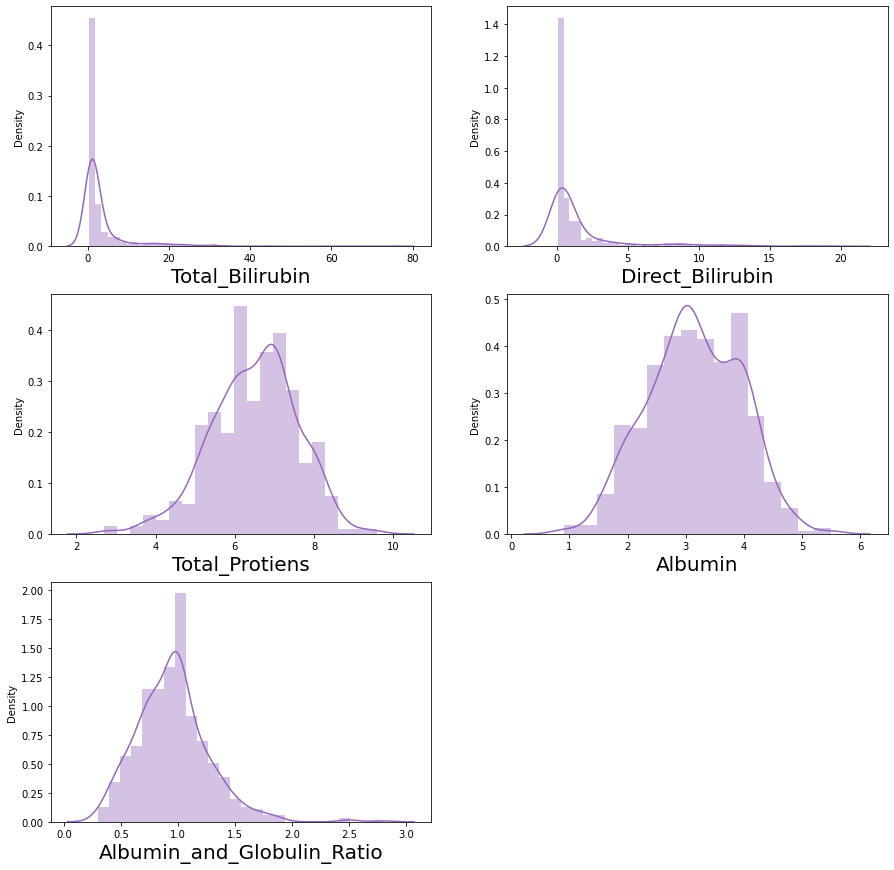 0.4
0.3
0.2
0.1
0.0
Density
0 20 40 60 80
Total_Bilirubin
1.4
1.2
1.0
0.8
0.6
0.4
0.2
0.0
Density
0 5 10 15 20
Direct_Bilirubin
0.4
0.3
0.2
0.1
0.0
Density
2 4 6 8 10
Total_Protiens
0.5
0.4
0.3
0.2
0.1
0.0
Density
0 1 2 3 4 5 6
Albumin
2.00
1.75
1.50
1.25
1.00
0.75
0.50
0.25
0.00
Density
0.0 0.5 1.0 1.5 2.0 2.5 3.0
Albumin_and_Globulin_Ratio